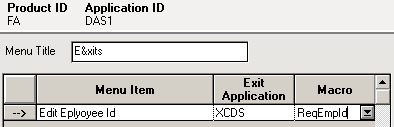 Product ID Application ID
FA DAS1
Menu Title E&xits
Menu Item Exit Application Macro
--> Edit Eplyoyee Id XCDS ReqEmpId